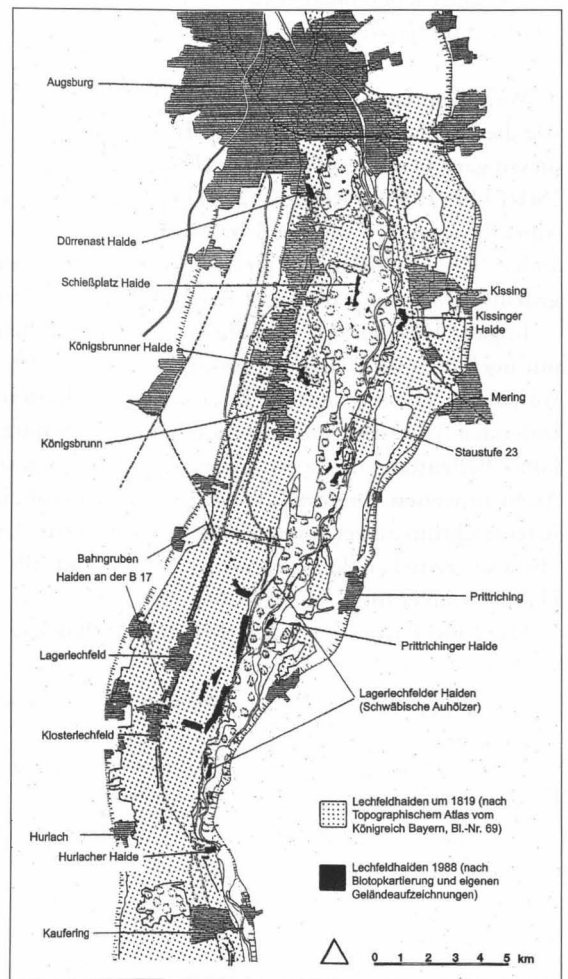 Augsburg
Dürrenast Haide
Schießplatz Haide
Kissing
Kissinger
Haide
Königsbrunner Haide
Mering
Königsbrunn
Staustufe 23
Bahngruben
Haiden an der B 17
Prittriching
Lagerlechfeld
Prittrichinger Haide
Lagerlechfelder Haiden
(Schwäbische Auhölzer)
Klosterlechfeld
Lechfeldhaiden um 1819 (nach
Topographischem Atlas vom
Königreich Bayern, Bl.-Nr. 69)
Hurlach
Hurlacher Haide
Lechfeldhaiden 1988 (nach
Biotopkartierung und eigenen
Geländeaufzeichnungen)
Kaufering
0 1 2 3 4 5 km